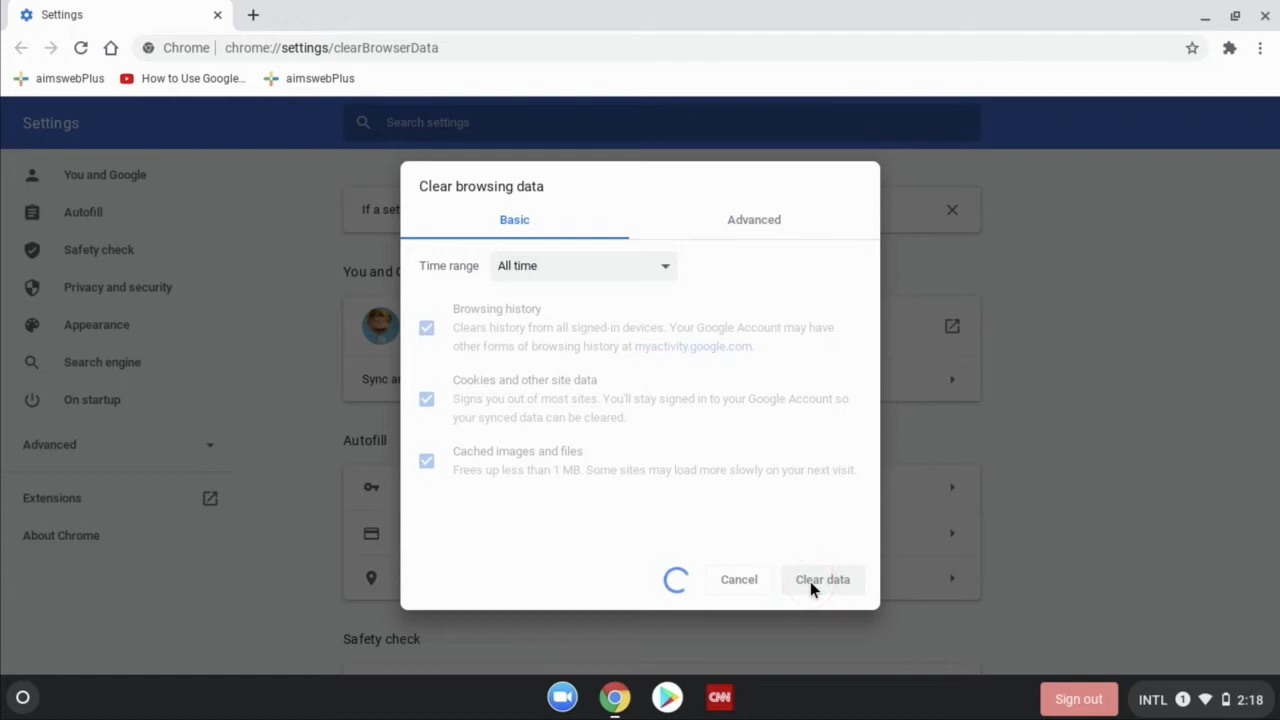 Settings
Chrome
chrome://settings/clearBrowserData
aimswebPlus
How to Use Google...
aimswebPlus
Settings
Search settings
You and Google
Autofill
Safety check
Privacy and security
Appearance
Search engine
On startup
Advanced
Extensions
About Chrome
If a set
You and G
Sync an
Autofill
Safety check
Clear browsing data
Basic
Advanced
Time range
All time
Browsing history
Clears history from all signed-in devices. Your Google Account may have
other forms of browsing history at myactivity.google.com.
Cookies and other site data
Signs you out of most sites. You'll stay signed in to your Google Account so
your synced data can be cleared.
Cached images and files
Frees up less than 1 MB. Some sites may load more slowly on your next visit.
Cancel
Clear data
CNN
Sign out
INTL
1
2:18